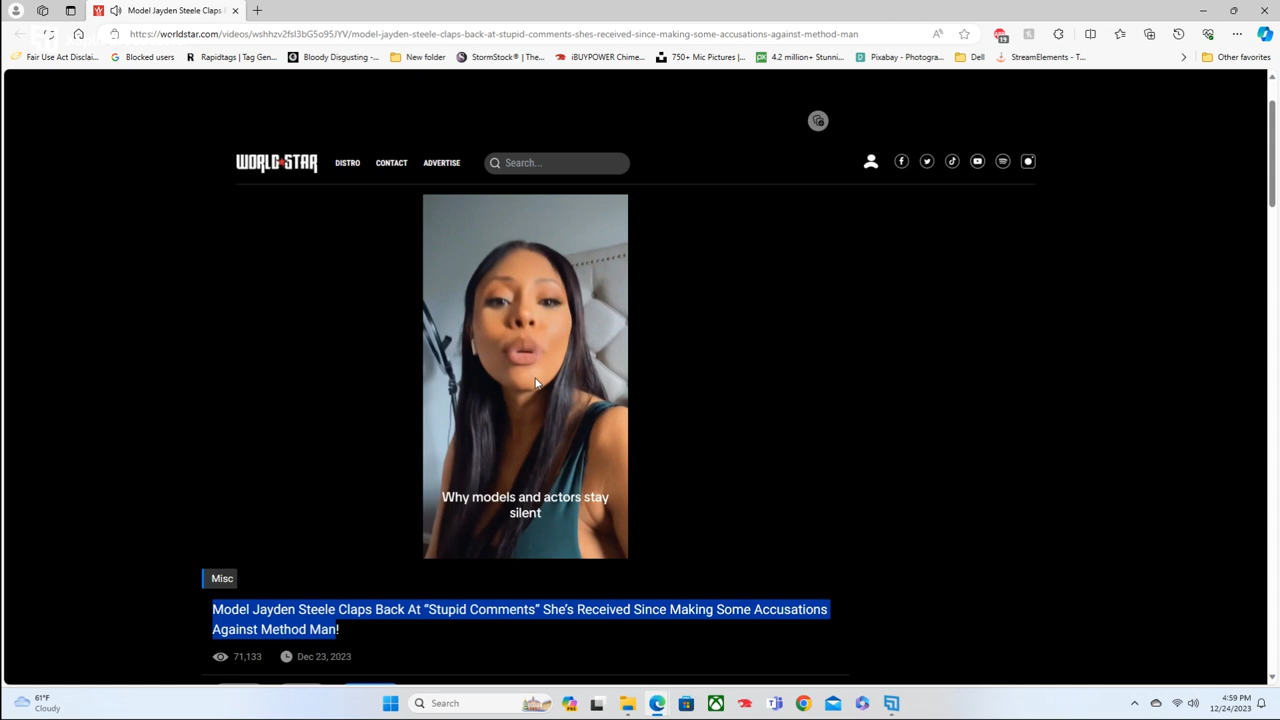 Model Jayden Steele Claps B
https://worldstar.com/videos/wshhzv2fsl3bG5o95JYV/model-jayden-steele-claps-back-at-stupid-comments-shes-received-since-making-some-accusations-against-method-man
Fair Use Act Disclai...
Blocked users
Rapidtags | Tag Gen...
Bloody Disgusting -...
New folder
StormStock® | The...
iBUYPOWER Chime...
750+ Mic Pictures |...
4.2 million+ Stunni...
Pixabay - Photogra...
Dell
StreamElements - T...
Other favorites
WORLDSTAR
DISTRO
CONTACT
ADVERTISE
Search...
Why models and actors stay
silent
Misc
Model Jayden Steele Claps Back At “Stupid Comments” She's Received Since Making Some Accusations
Against Method Man!
71,133
Dec 23, 2023
61°F
Cloudy
Search
4:59 PM
12/24/2023